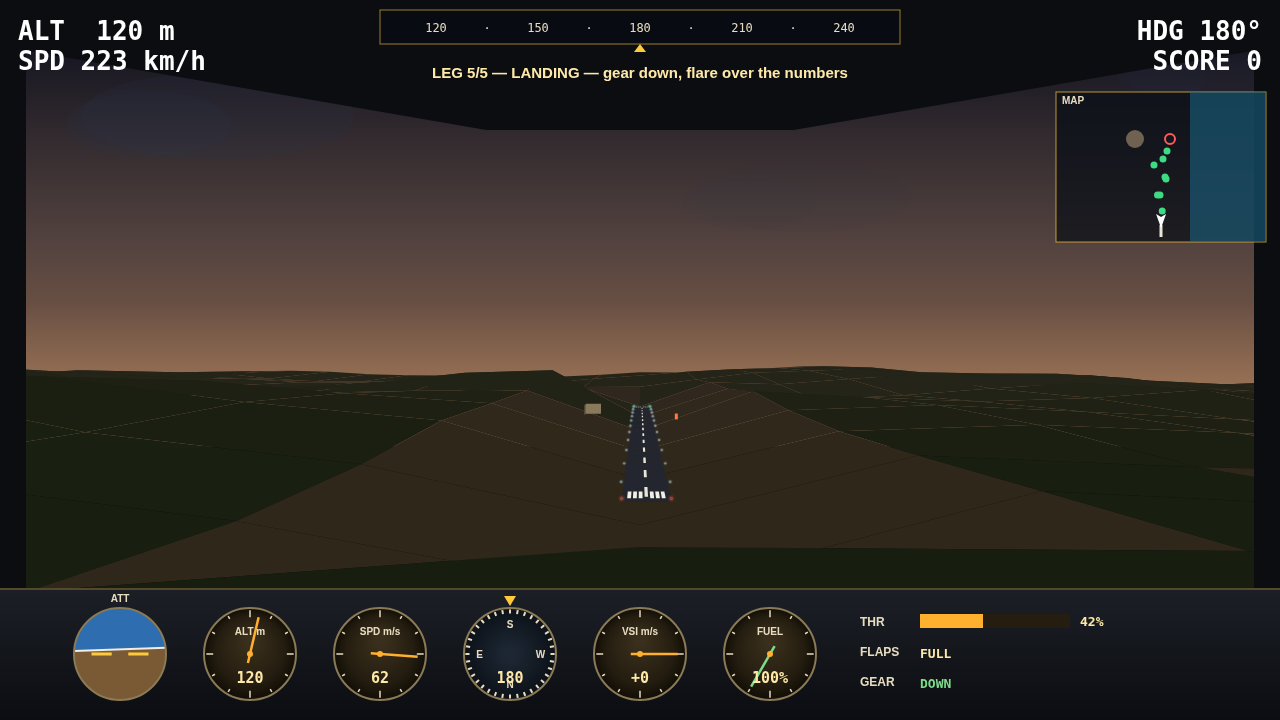 ALT 120 m
SPD 223 km/h
120 · 150 · 180 · 210 · 240
LEG 5/5 — LANDING — gear down, flare over the numbers
HDG 180°
SCORE 0
MAP
ATT
ALT m
120
SPD m/s
62
S
E W
180
N
VSI m/s
+0
FUEL
100%
THR 42%
FLAPS FULL
GEAR DOWN